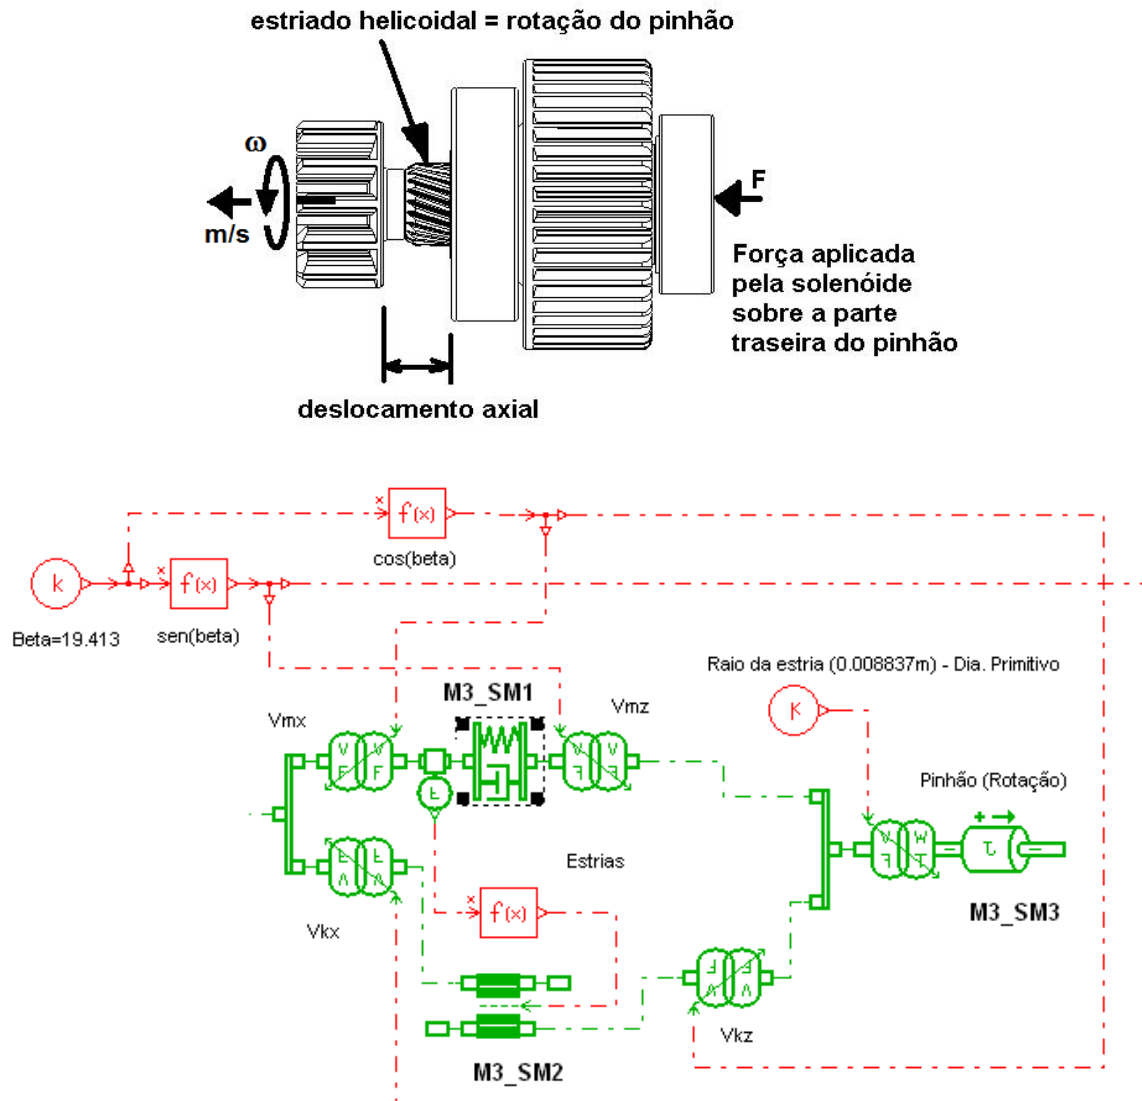 estriado helicoidal = rotação do pinhão
ω
m/s
F
Força aplicada
pela solenóide
sobre a parte
traseira do pinhão
deslocamento axial
x
f(x)
cos(beta)
k
x
f(x)
Beta=19.413
sen(beta)
Raio da estria (0.008837m) - Dia. Primitivo
K
M3_SM1
Vmx
Vmz
V V
F F
V V
F F
Pinhão (Rotação)
+
V W
F T
J
M3_SM3
F
Estrias
F F
V V
Vkx
x
f(x)
F F
V V
Vkz
M3_SM2